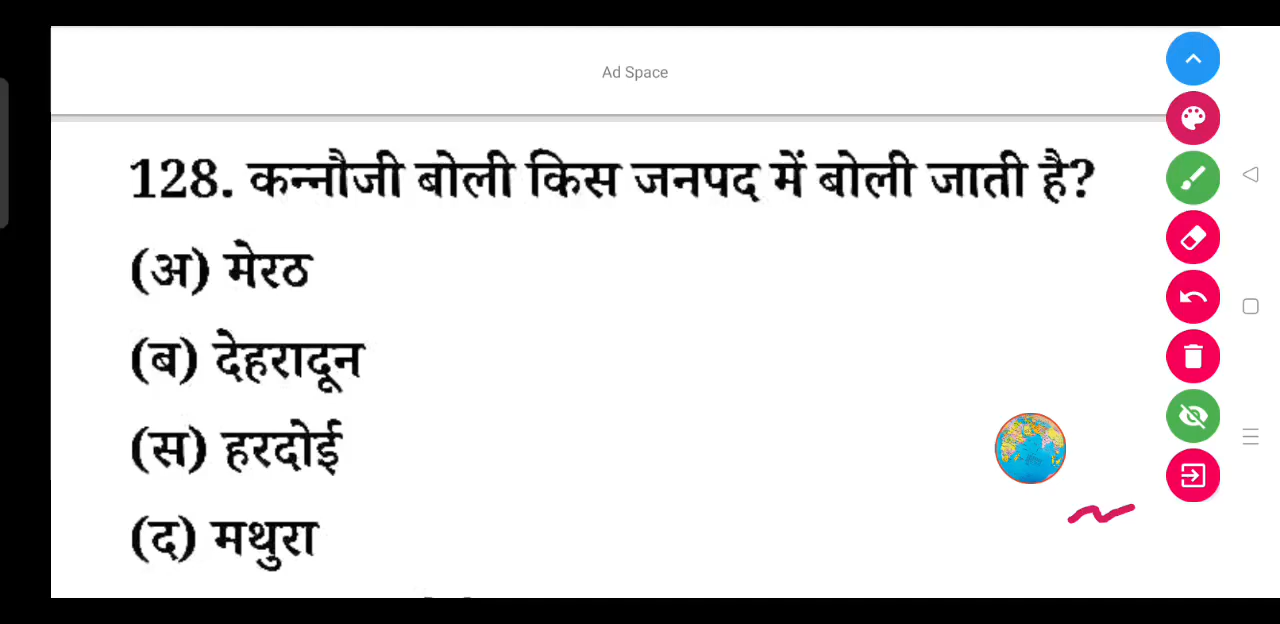 Ad Space
128. कन्नौजी बोली किस जनपद में बोली जाती है?
(अ) मेरठ
(ब) देहरादून
(स) हरदोई
(द) मथुरा